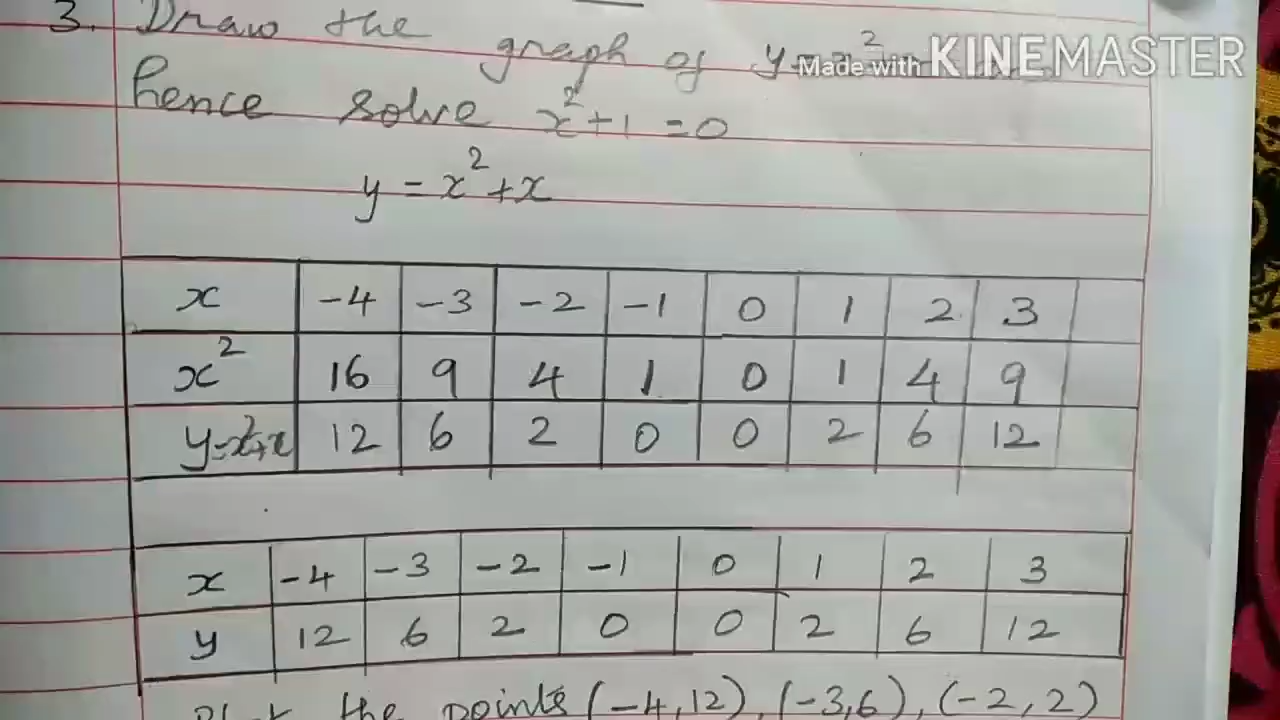 3. Draw the graph of y = x²
Made with KINEMASTER
hence solve x² + 1 = 0
y = x² + x
x -4 -3 -2 -1 0 1 2 3
x² 16 9 4 1 0 1 4 9
y=x²+x 12 6 2 0 0 2 6 12
x -4 -3 -2 -1 0 1 2 3
y 12 6 2 0 0 2 6 12
the points (-4,12), (-3,6), (-2,2)